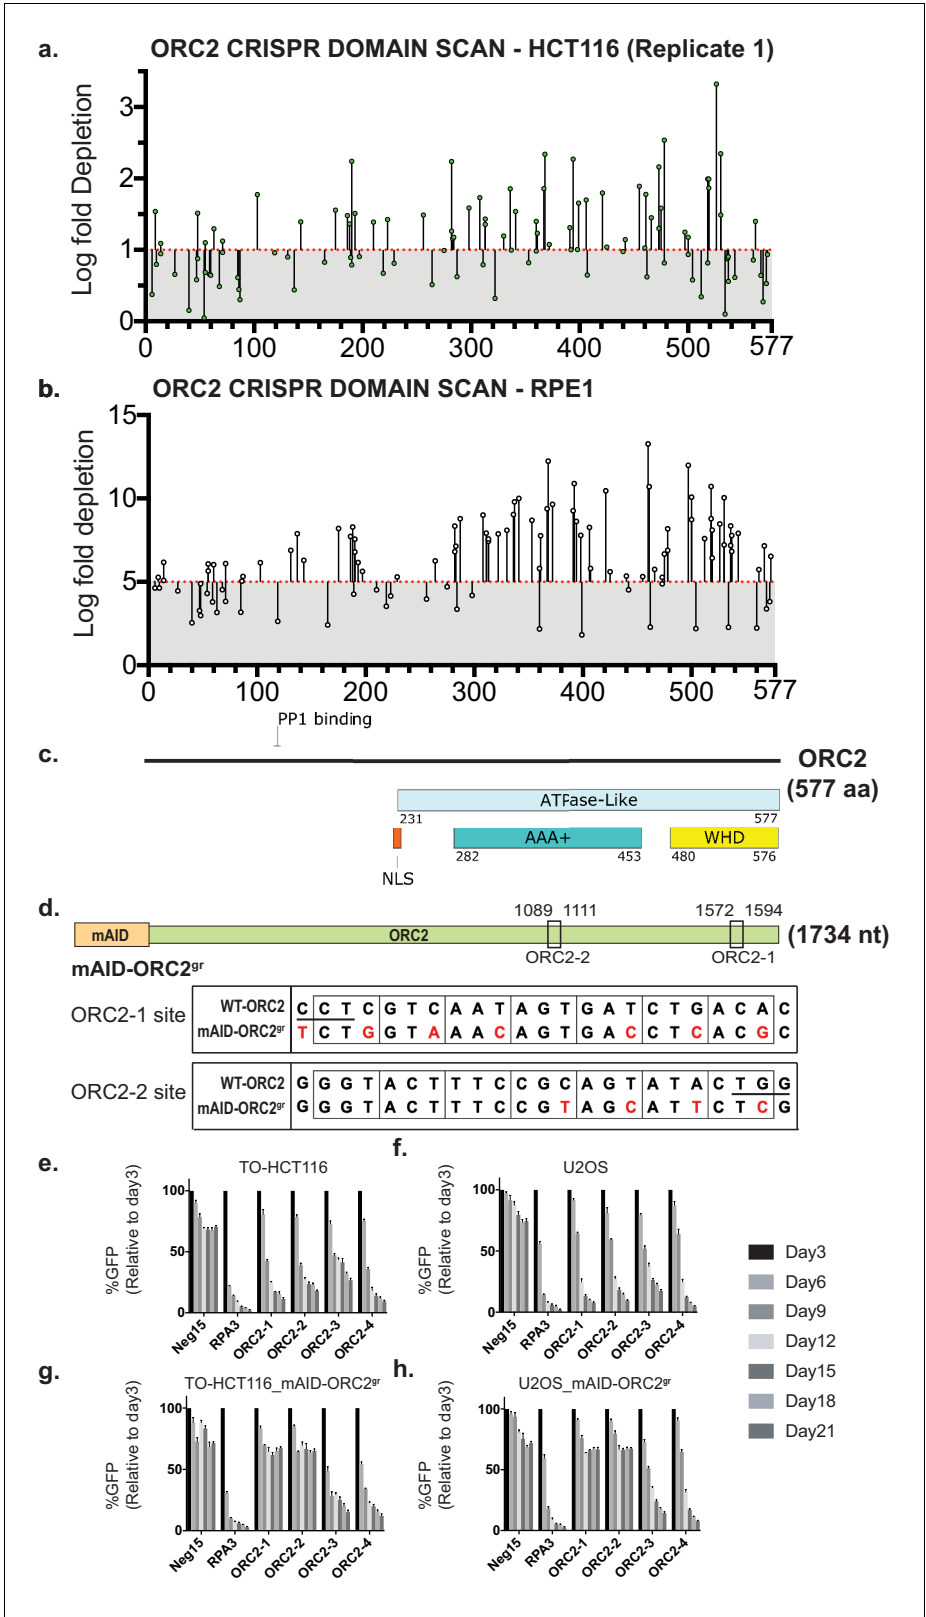 a. ORC2 CRISPR DOMAIN SCAN - HCT116 (Replicate 1)
Log fold Depletion
3
2
1
0
0 100 200 300 400 500 577
b. ORC2 CRISPR DOMAIN SCAN - RPE1
Log fold depletion
15
10
5
0
0 100 200 300 400 500 577
PP1 binding
c. ORC2
(577 aa)
ATPase-Like
231 577
AAA+ WHD
282 453 480 576
NLS
d. 1089 1111 1572 1594
mAID ORC2 (1734 nt)
ORC2-2 ORC2-1
mAID-ORC2gr
ORC2-1 site
WT-ORC2 C C T C G T C A A T A G T G A T C T G A C A C
mAID-ORC2gr T C T G G T A A A C A G T G A C C T C A C G C
ORC2-2 site
WT-ORC2 G G G T A C T T T C C G C A G T A T A C T G G
mAID-ORC2gr G G G T A C T T T C C G T A G C A T T C T C G
e. TO-HCT116
%GFP
(Relative to day3)
100
50
0
Neg15 RPA3 ORC2-1 ORC2-2 ORC2-3 ORC2-4
f. U2OS
%GFP
(Relative to day3)
100
50
0
Neg15 RPA3 ORC2-1 ORC2-2 ORC2-3 ORC2-4
Day3
Day6
Day9
Day12
Day15
Day18
Day21
g. TO-HCT116_mAID-ORC2gr
%GFP
(Relative to day3)
100
50
0
Neg15 RPA3 ORC2-1 ORC2-2 ORC2-3 ORC2-4
h. U2OS_mAID-ORC2gr
%GFP
(Relative to day3)
100
50
0
Neg15 RPA3 ORC2-1 ORC2-2 ORC2-3 ORC2-4